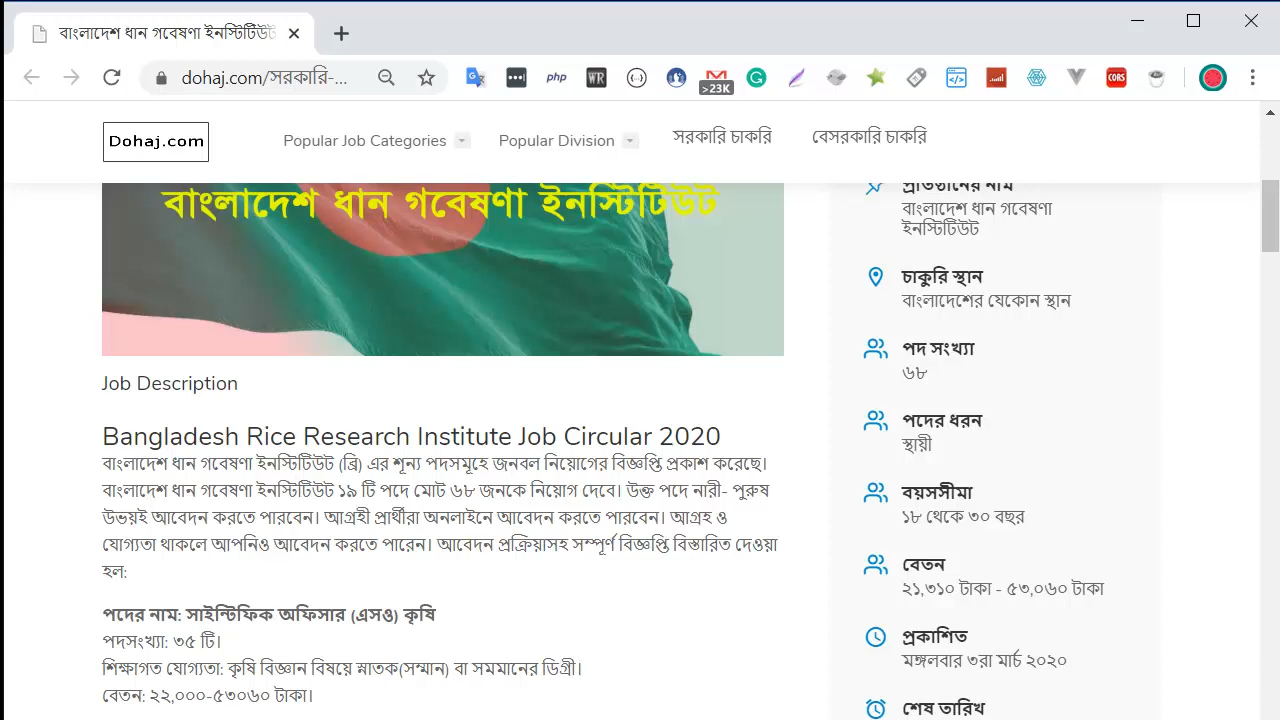 বাংলাদেশ ধান গবেষণা ইনস্টিটিউট
dohaj.com/সরকারি-...
php
WR
>23K
CORS
Dohaj.com
Popular Job Categories
Popular Division
সরকারি চাকরি
বেসরকারি চাকরি
বাংলাদেশ ধান গবেষণা ইনস্টিটিউট
Job Description
Bangladesh Rice Research Institute Job Circular 2020
বাংলাদেশ ধান গবেষণা ইনস্টিটিউট (ব্রি) এর শূন্য পদসমূহে জনবল নিয়োগের বিজ্ঞপ্তি প্রকাশ করেছে।
বাংলাদেশ ধান গবেষণা ইনস্টিটিউট ১৯ টি পদে মোট ৬৮ জনকে নিয়োগ দেবে। উক্ত পদে নারী- পুরুষ
উভয়ই আবেদন করতে পারবেন। আগ্রহী প্রার্থীরা অনলাইনে আবেদন করতে পারবেন। আগ্রহ ও
যোগ্যতা থাকলে আপনিও আবেদন করতে পারেন। আবেদন প্রক্রিয়াসহ সম্পূর্ণ বিজ্ঞপ্তি বিস্তারিত দেওয়া
হল:
পদের নাম: সাইন্টিফিক অফিসার (এসও) কৃষি
পদসংখ্যা: ৩৫ টি।
শিক্ষাগত যোগ্যতা: কৃষি বিজ্ঞান বিষয়ে স্নাতক(সম্মান) বা সমমানের ডিগ্রী।
বেতন: ২২,০০০-৫৩০৬০ টাকা।
প্রতিষ্ঠানের নাম
বাংলাদেশ ধান গবেষণা
ইনস্টিটিউট
চাকুরি স্থান
বাংলাদেশের যেকোন স্থান
পদ সংখ্যা
৬৮
পদের ধরন
স্থায়ী
বয়সসীমা
১৮ থেকে ৩০ বছর
বেতন
২১,৩১০ টাকা - ৫৩,০৬০ টাকা
প্রকাশিত
মঙ্গলবার ৩রা মার্চ ২০২০
শেষ তারিখ